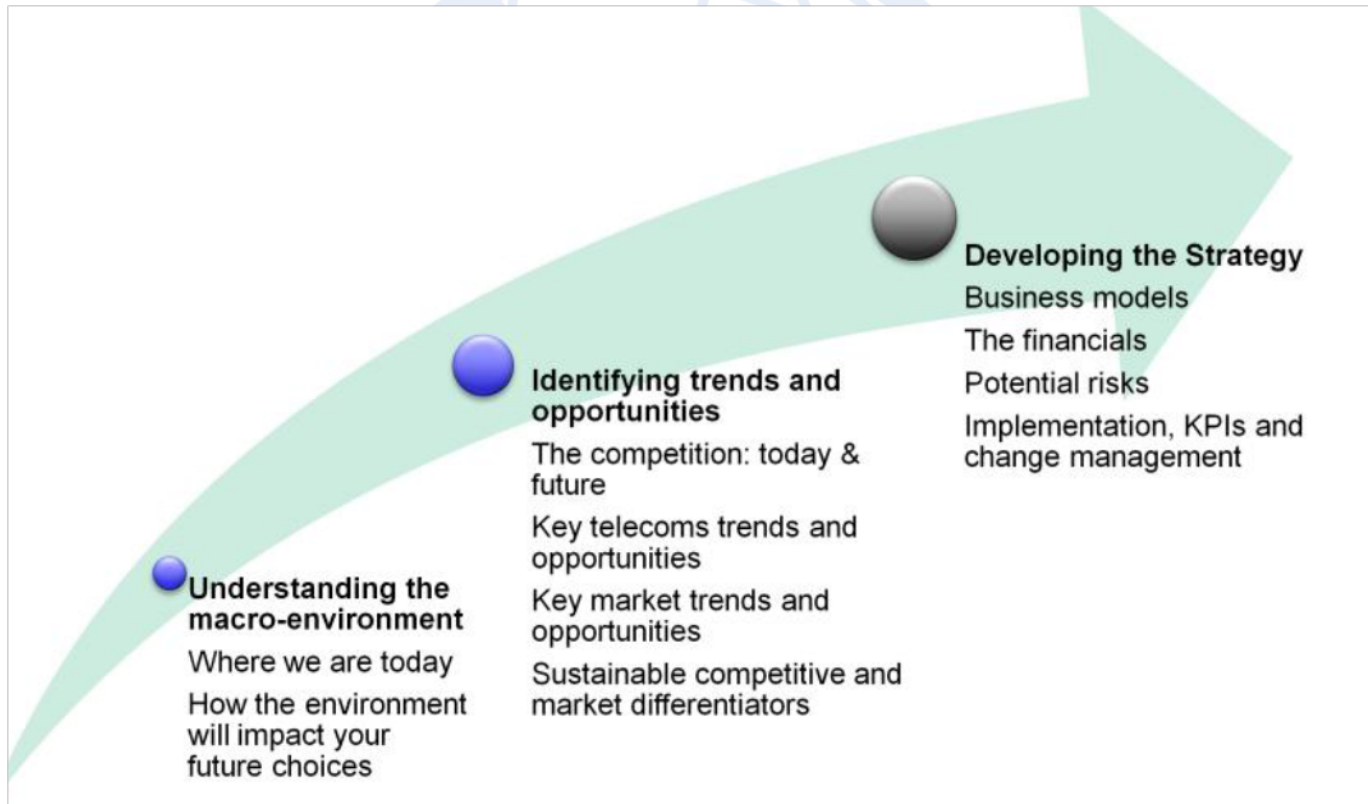 Understanding the
macro-environment
Where we are today
How the environment
will impact your
future choices
Identifying trends and
opportunities
The competition: today &
future
Key telecoms trends and
opportunities
Key market trends and
opportunities
Sustainable competitive and
market differentiators
Developing the Strategy
Business models
The financials
Potential risks
Implementation, KPIs and
change management